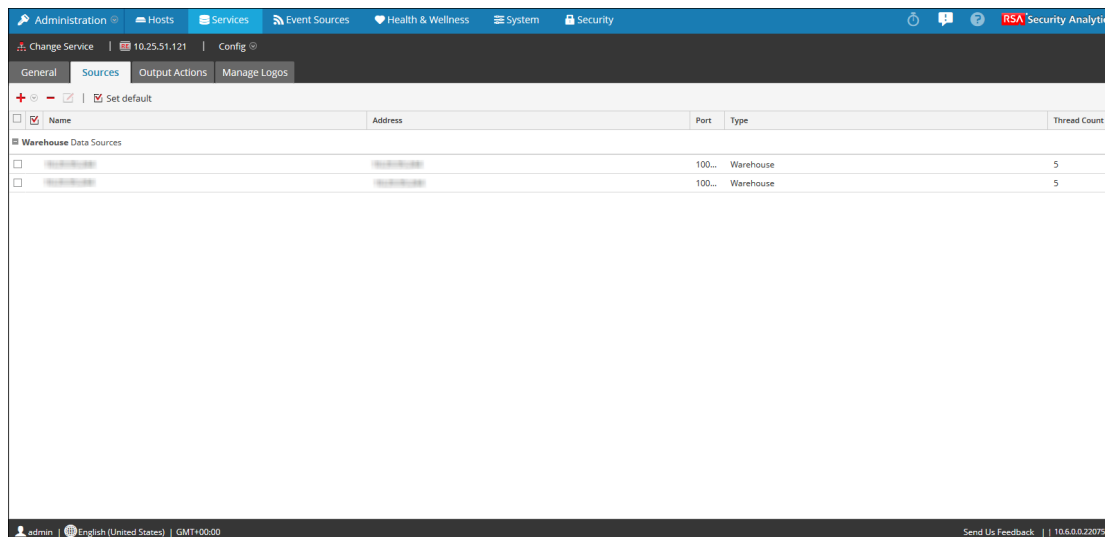 Administration Hosts Services Event Sources Health & Wellness System Security RSA Security Analytic
Change Service | 10.25.51.121 | Config
General Sources Output Actions Manage Logos
| Set default
Name Address Port Type Thread Count
Warehouse Data Sources
100... Warehouse 5
100... Warehouse 5
admin | English (United States) | GMT+00:00 Send Us Feedback | | 10.6.0.0.22075